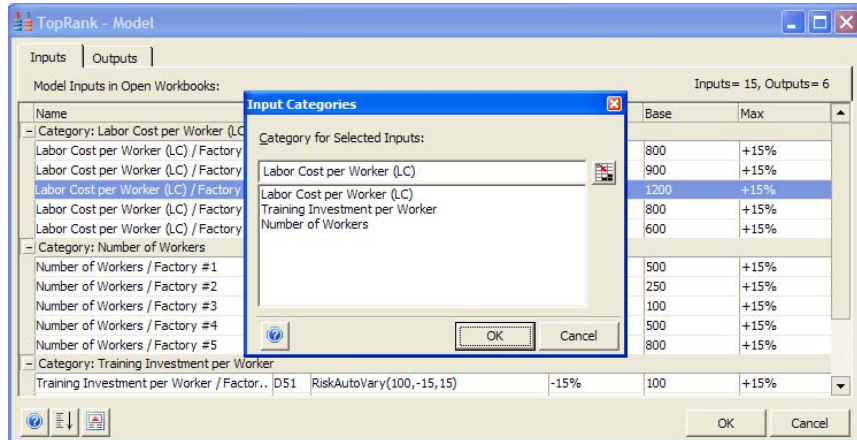 TopRank - Model
Inputs Outputs
Model Inputs in Open Workbooks: Inputs= 15, Outputs= 6
Name Base Max
Category: Labor Cost per Worker (LC
Labor Cost per Worker (LC) / Factory 800 +15%
Labor Cost per Worker (LC) / Factory 900 +15%
Labor Cost per Worker (LC) / Factory 1200 +15%
Labor Cost per Worker (LC) / Factory 800 +15%
Labor Cost per Worker (LC) / Factory 600 +15%
Category: Number of Workers
Number of Workers / Factory #1 500 +15%
Number of Workers / Factory #2 250 +15%
Number of Workers / Factory #3 100 +15%
Number of Workers / Factory #4 500 +15%
Number of Workers / Factory #5 800 +15%
Category: Training Investment per Worker
Training Investment per Worker / Factor.. D51 RiskAutoVary(100,-15,15) -15% 100 +15%
OK Cancel
Input Categories
Category for Selected Inputs:
Labor Cost per Worker (LC)
Labor Cost per Worker (LC)
Training Investment per Worker
Number of Workers
OK Cancel